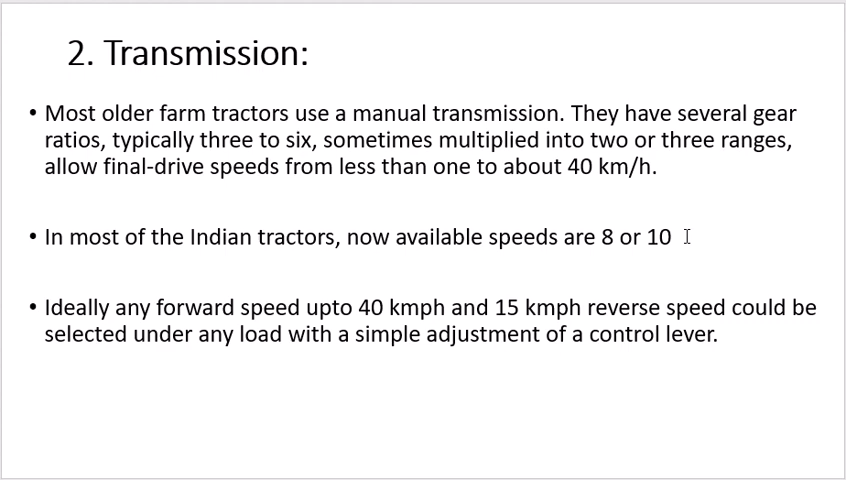 2. Transmission:
• Most older farm tractors use a manual transmission. They have several gear
ratios, typically three to six, sometimes multiplied into two or three ranges,
allow final-drive speeds from less than one to about 40 km/h.
• In most of the Indian tractors, now available speeds are 8 or 10
• Ideally any forward speed upto 40 kmph and 15 kmph reverse speed could be
selected under any load with a simple adjustment of a control lever.